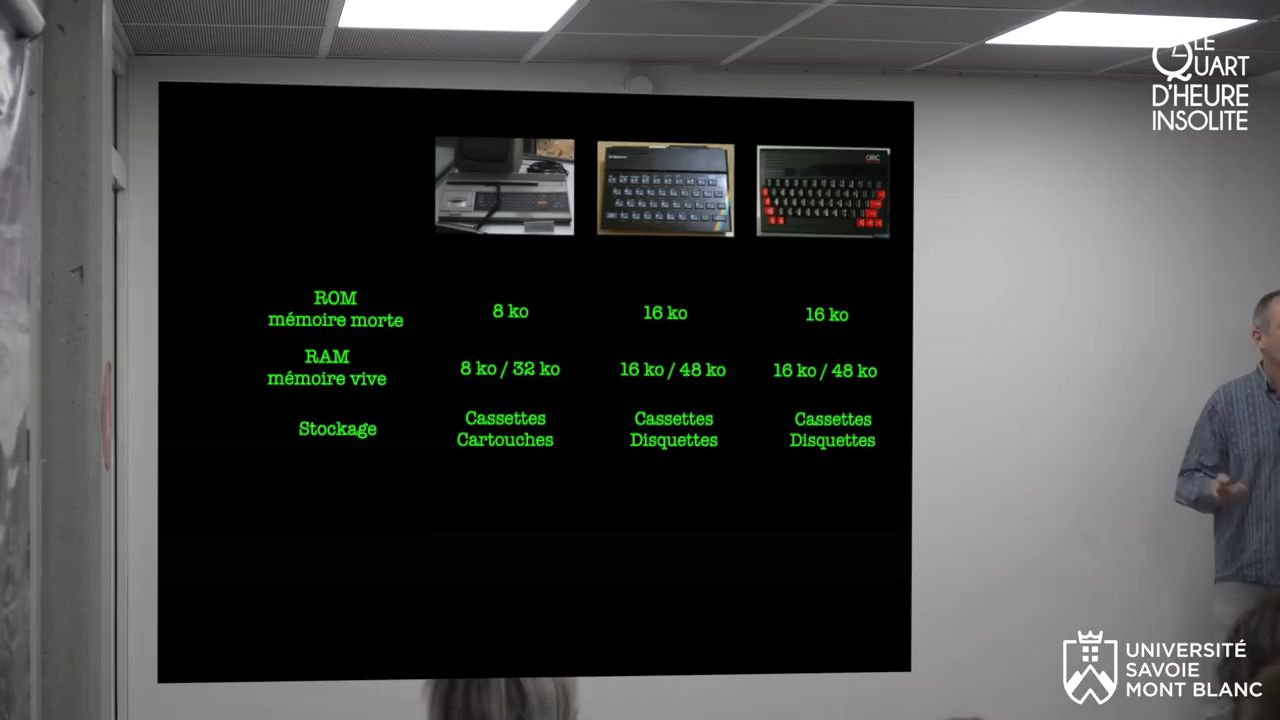 LE
QUART
D'HEURE
INSOLITE
ORIC
ROM
mémoire morte
8 ko
16 ko
16 ko
RAM
mémoire vive
8 ko / 32 ko
16 ko / 48 ko
16 ko / 48 ko
Stockage
Cassettes
Cartouches
Cassettes
Disquettes
Cassettes
Disquettes
UNIVERSITÉ
SAVOIE
MONT BLANC